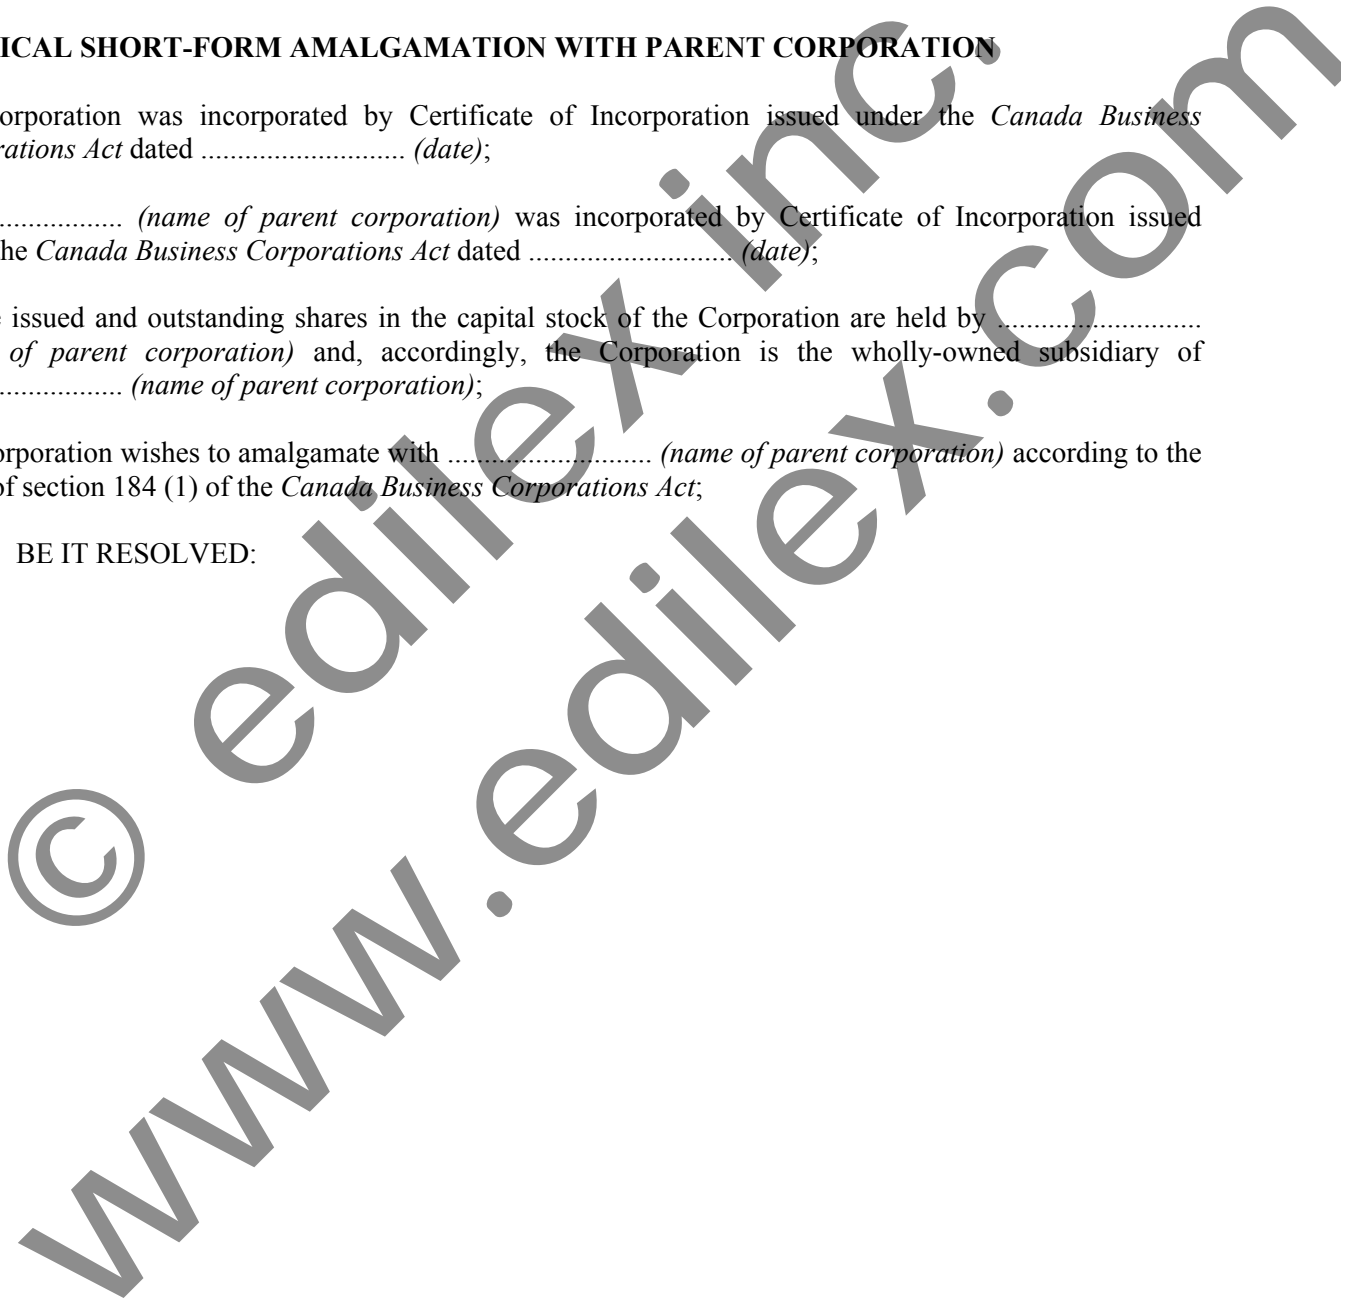 ICAL SHORT-FORM AMALGAMATION WITH PARENT CORPORATION
orporation was incorporated by Certificate of Incorporation issued under the Canada Business
rations Act dated ............................ (date);
................. (name of parent corporation) was incorporated by Certificate of Incorporation issued
he Canada Business Corporations Act dated ............................ (date);
e issued and outstanding shares in the capital stock of the Corporation are held by ............................
of parent corporation) and, accordingly, the Corporation is the wholly-owned subsidiary of
................. (name of parent corporation);
orporation wishes to amalgamate with ............................ (name of parent corporation) according to the
of section 184 (1) of the Canada Business Corporations Act;
BE IT RESOLVED:
© edilex inc.
www.edilex.com